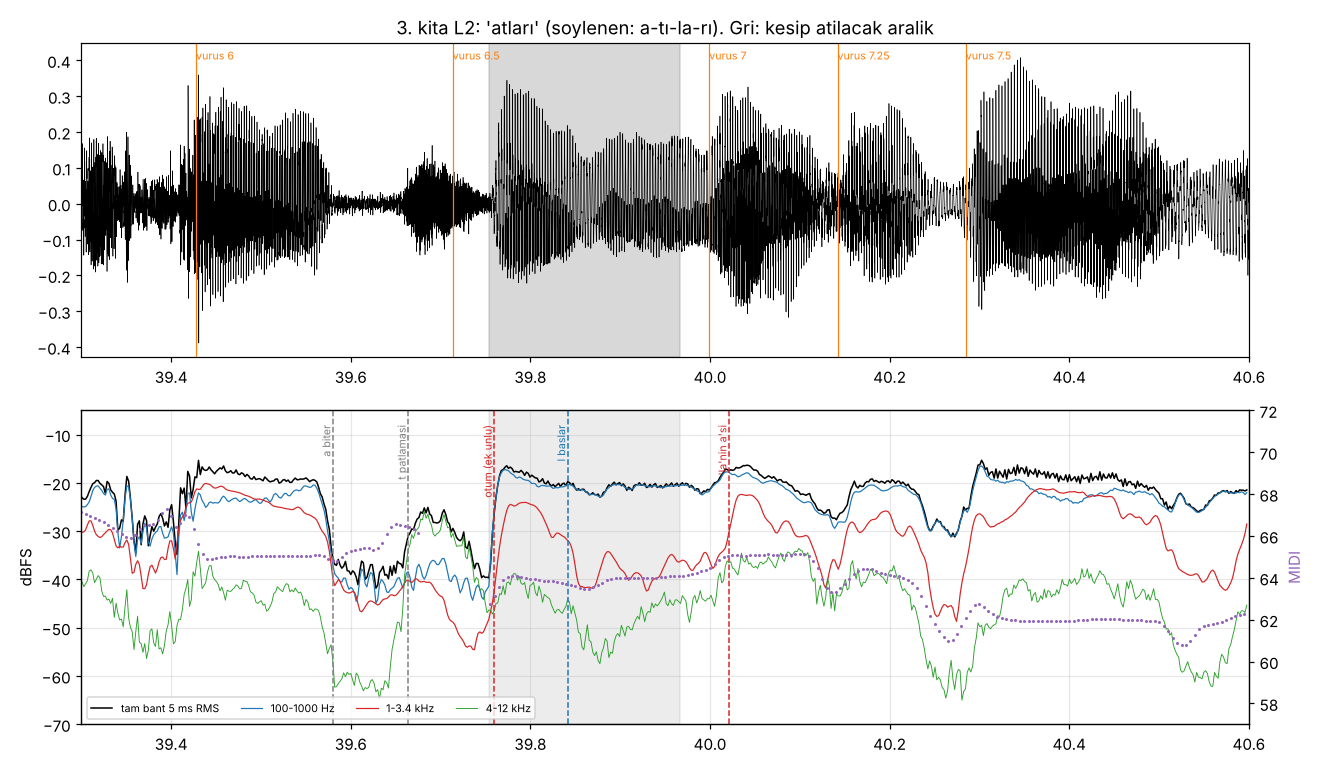 3. kita L2: 'atları' (soylenen: a-tı-la-rı). Gri: kesip atilacak aralik
vurus 6
vurus 6.5
vurus 7
vurus 7.25
vurus 7.5
0.4
0.3
0.2
0.1
0.0
−0.1
−0.2
−0.3
−0.4
39.4
39.6
39.8
40.0
40.2
40.4
40.6
a biter
t patlamasi
otum (ek unlu)
l baslar
la'nin a'si
−10
−20
−30
−40
−50
−60
−70
dBFS
72
70
68
66
64
62
60
58
MIDI
tam bant 5 ms RMS
100-1000 Hz
1-3.4 kHz
4-12 kHz
39.4
39.6
39.8
40.0
40.2
40.4
40.6